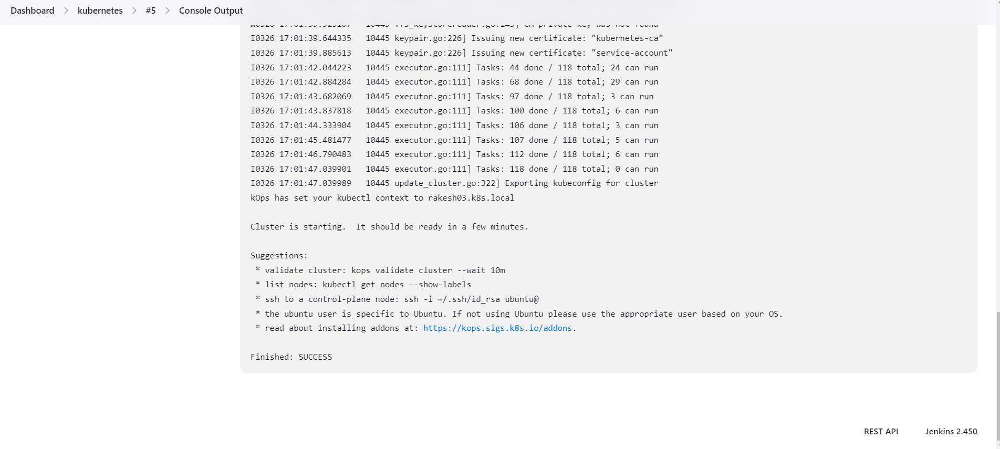 Dashboard > kubernetes > #5 > Console Output
I0326 17:01:39.644335   10445 keypair.go:226] Issuing new certificate: "kubernetes-ca"
I0326 17:01:39.885613   10445 keypair.go:226] Issuing new certificate: "service-account"
I0326 17:01:42.044223   10445 executor.go:111] Tasks: 44 done / 118 total; 24 can run
I0326 17:01:42.884284   10445 executor.go:111] Tasks: 68 done / 118 total; 29 can run
I0326 17:01:43.682069   10445 executor.go:111] Tasks: 97 done / 118 total; 3 can run
I0326 17:01:43.837818   10445 executor.go:111] Tasks: 100 done / 118 total; 6 can run
I0326 17:01:44.333904   10445 executor.go:111] Tasks: 106 done / 118 total; 3 can run
I0326 17:01:45.481477   10445 executor.go:111] Tasks: 107 done / 118 total; 5 can run
I0326 17:01:46.790483   10445 executor.go:111] Tasks: 112 done / 118 total; 6 can run
I0326 17:01:47.039901   10445 executor.go:111] Tasks: 118 done / 118 total; 0 can run
I0326 17:01:47.039989   10445 update_cluster.go:322] Exporting kubeconfig for cluster
kOps has set your kubectl context to rakesh03.k8s.local
Cluster is starting.  It should be ready in a few minutes.
Suggestions:
 * validate cluster: kops validate cluster --wait 10m
 * list nodes: kubectl get nodes --show-labels
 * ssh to a control-plane node: ssh -i ~/.ssh/id_rsa ubuntu@
 * the ubuntu user is specific to Ubuntu. If not using Ubuntu please use the appropriate user based on your OS.
 * read about installing addons at: https://kops.sigs.k8s.io/addons.
Finished: SUCCESS
REST API   Jenkins 2.450